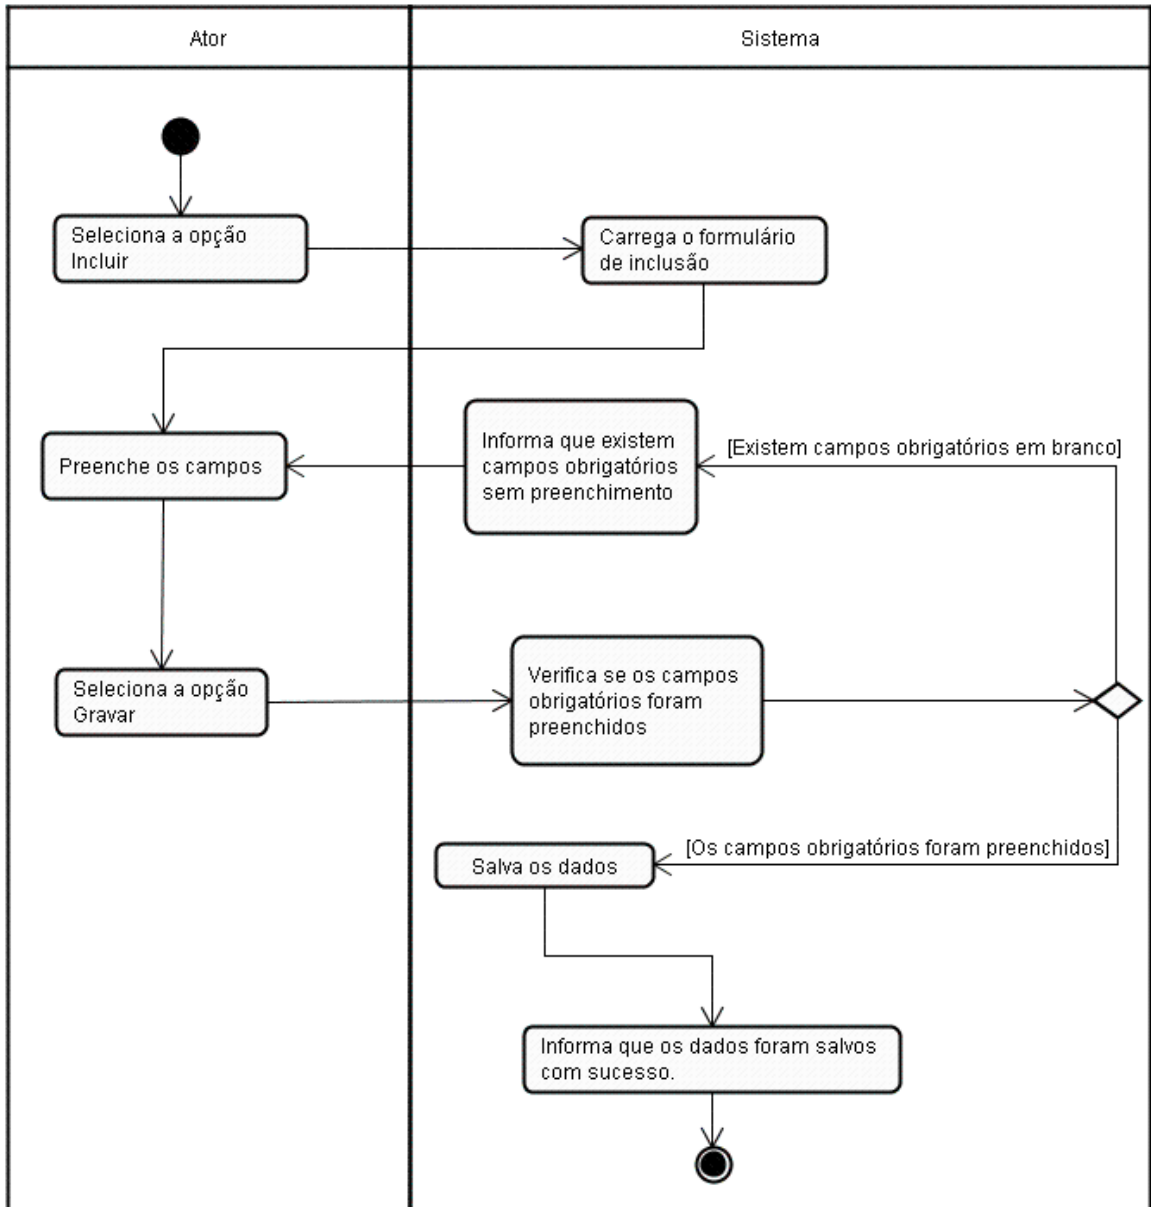 Ator
Sistema
Seleciona a opção
Incluir
Carrega o formulário
de inclusão
Preenche os campos
Informa que existem
campos obrigatórios
sem preenchimento
[Existem campos obrigatórios em branco]
Seleciona a opção
Gravar
Verifica se os campos
obrigatórios foram
preenchidos
[Os campos obrigatórios foram preenchidos]
Salva os dados
Informa que os dados foram salvos
com sucesso.